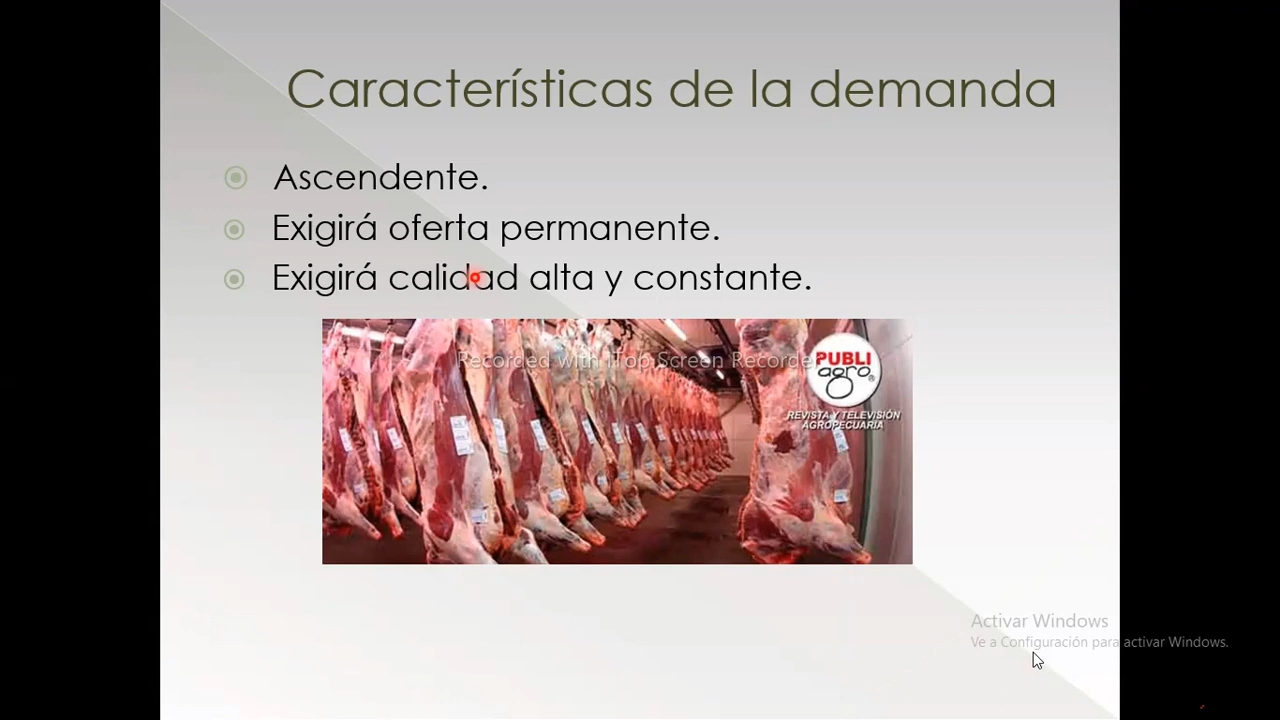 Características de la demanda
Ascendente.
Exigirá oferta permanente.
Exigirá calidad alta y constante.
Recorded with iTop Screen Recorder
PUBLI
agro
REVISTA Y TELEVISIÓN
AGROPECUARIA
Activar Windows
Ve a Configuración para activar Windows.